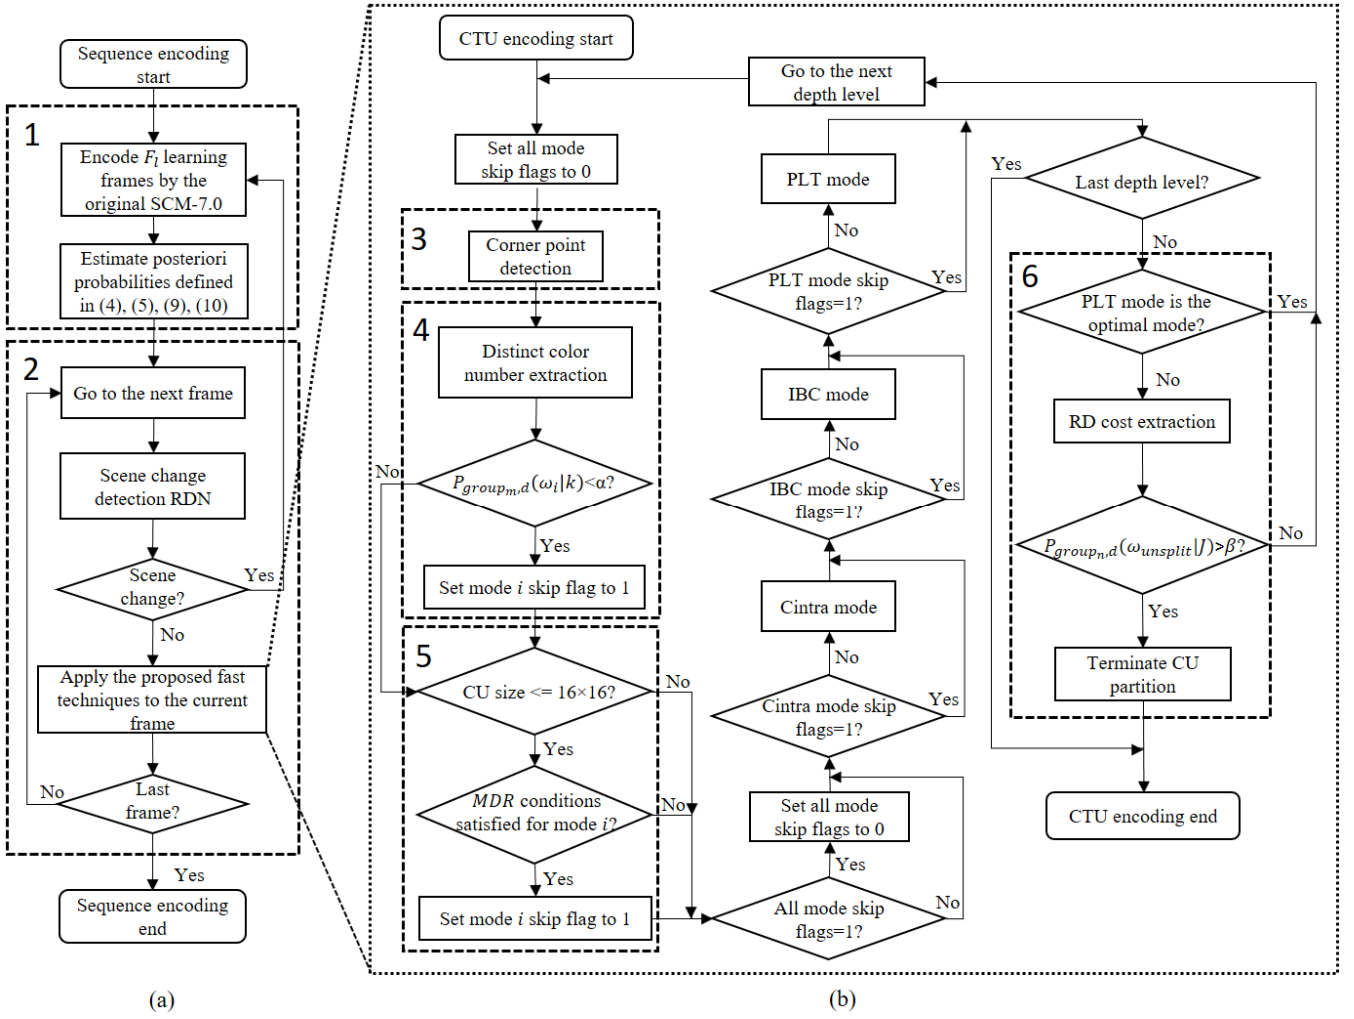 Sequence encoding
start
1
Encode Fₗ learning
frames by the
original SCM-7.0
Estimate posteriori
probabilities defined
in (4), (5), (9), (10)
2
Go to the next frame
Scene change
detection RDN
Scene
change?
Yes
No
Apply the proposed fast
techniques to the current
frame
Last
frame?
No
Yes
Sequence encoding
end
(a)
CTU encoding start
Set all mode
skip flags to 0
3
Corner point
detection
4
Distinct color
number extraction
No
P_{group_{m,d}}(ω_i|k)<α?
Yes
Set mode i skip flag to 1
5
CU size <= 16×16?
No
Yes
MDR conditions
satisfied for mode i?
No
Yes
Set mode i skip flag to 1
All mode skip
flags=1?
No
Yes
Set all mode
skip flags to 0
Cintra mode skip
flags=1?
Yes
No
Cintra mode
IBC mode skip
flags=1?
Yes
No
IBC mode
PLT mode skip
flags=1?
Yes
No
PLT mode
Go to the next
depth level
Last depth level?
Yes
No
6
PLT mode is the
optimal mode?
Yes
No
RD cost extraction
P_{group_{n,d}}(ω_{unsplit}|J)>β?
No
Yes
Terminate CU
partition
CTU encoding end
(b)